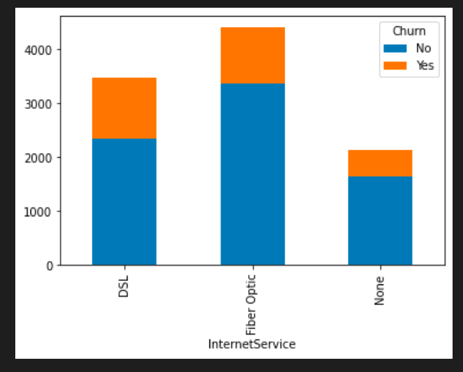 Churn
No
Yes
4000
3000
2000
1000
0
DSL
Fiber Optic
None
InternetService